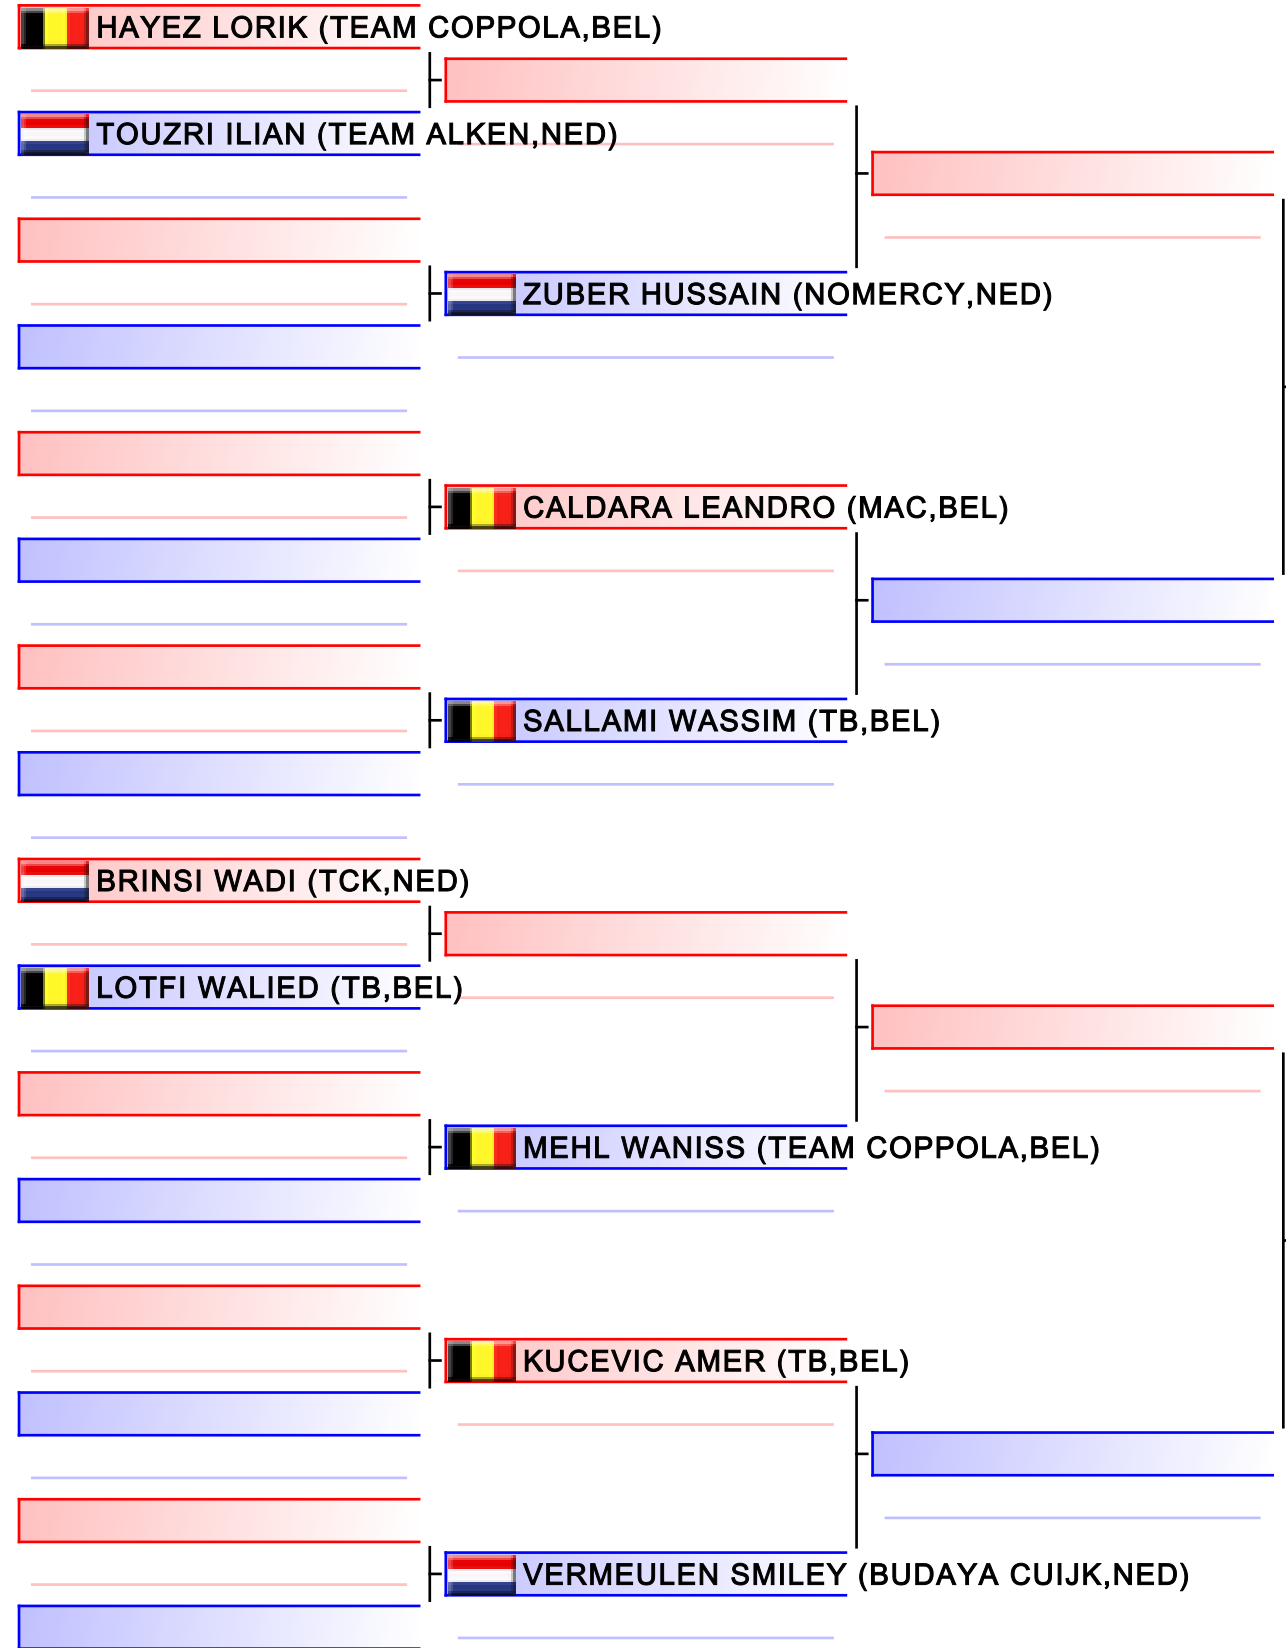 HAYEZ LORIK (TEAM COPPOLA,BEL)
TOUZRI ILIAN (TEAM ALKEN,NED)
ZUBER HUSSAIN (NOMERCY,NED)
CALDARA LEANDRO (MAC,BEL)
SALLAMI WASSIM (TB,BEL)
BRINSI WADI (TCK,NED)
LOTFI WALIED (TB,BEL)
MEHL WANISS (TEAM COPPOLA,BEL)
KUCEVIC AMER (TB,BEL)
VERMEULEN SMILEY (BUDAYA CUIJK,NED)